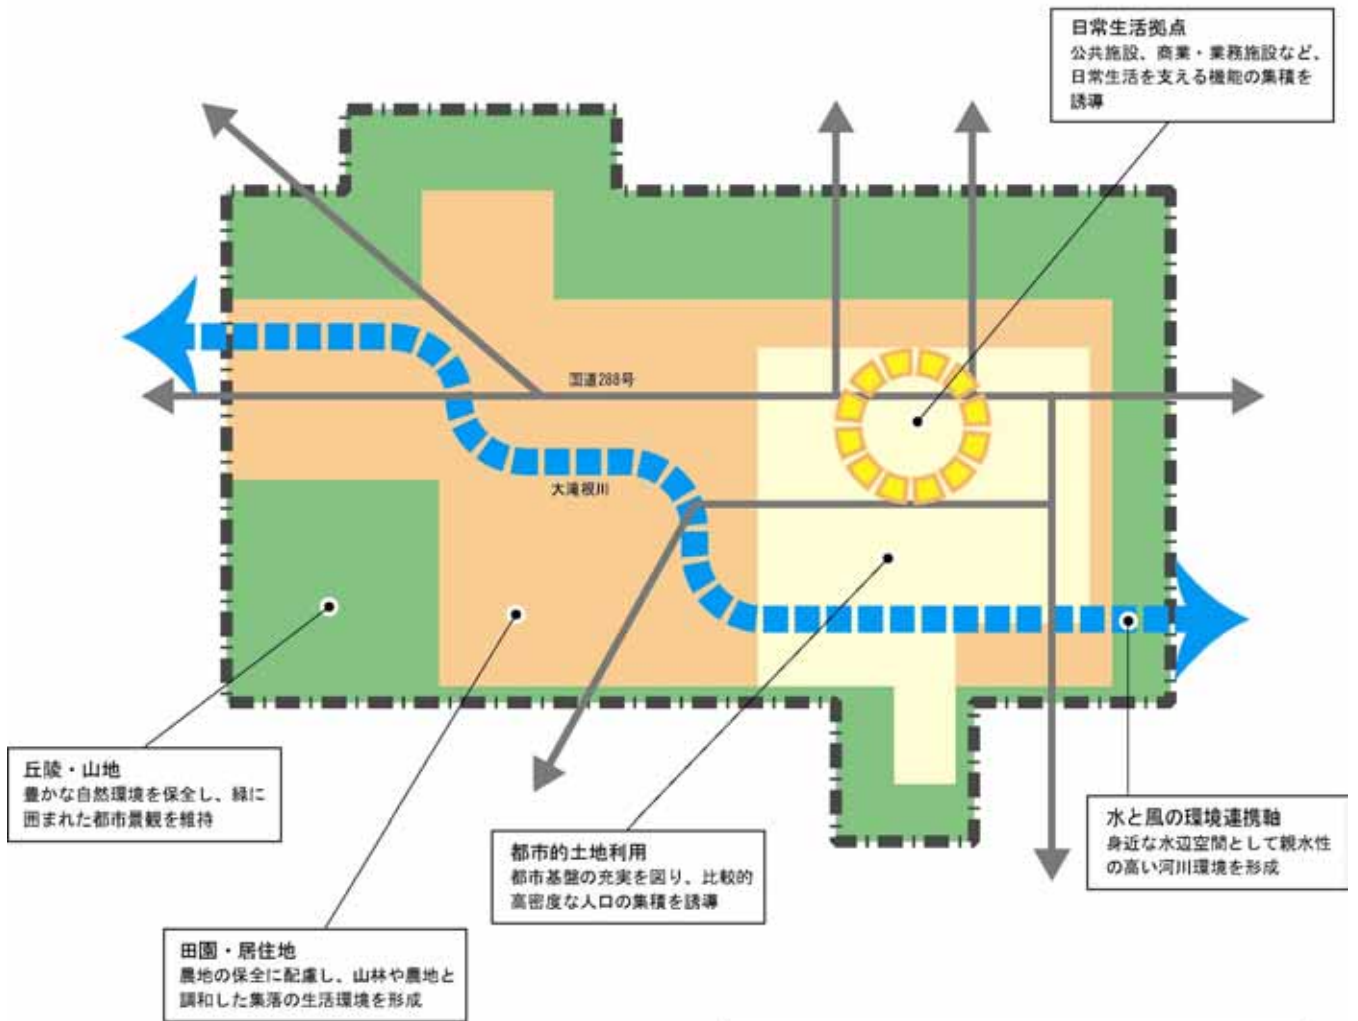 日常生活拠点
公共施設、商業・業務施設など、
日常生活を支える機能の集積を
誘導
国道288号
大滝根川
丘陵・山地
豊かな自然環境を保全し、緑に
囲まれた都市景観を維持
都市的土地利用
都市基盤の充実を図り、比較的
高密度な人口の集積を誘導
水と風の環境連携軸
身近な水辺空間として親水性
の高い河川環境を形成
田園・居住地
農地の保全に配慮し、山林や農地と
調和した集落の生活環境を形成